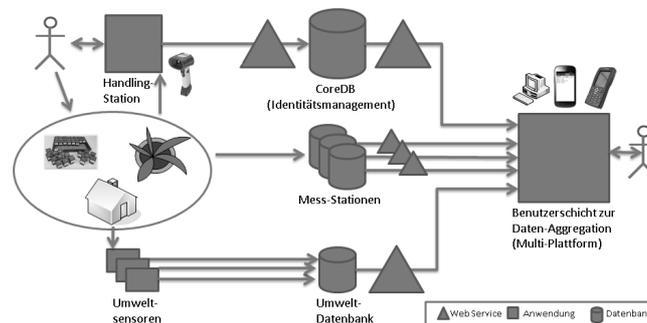 Handling-
Station
CoreDB
(Identitätsmanagement)
Mess-Stationen
Benutzerschicht zur
Daten-Aggregation
(Multi-Plattform)
Umwelt-
sensoren
Umwelt-
Datenbank
Web Service
Anwendung
Datenbank